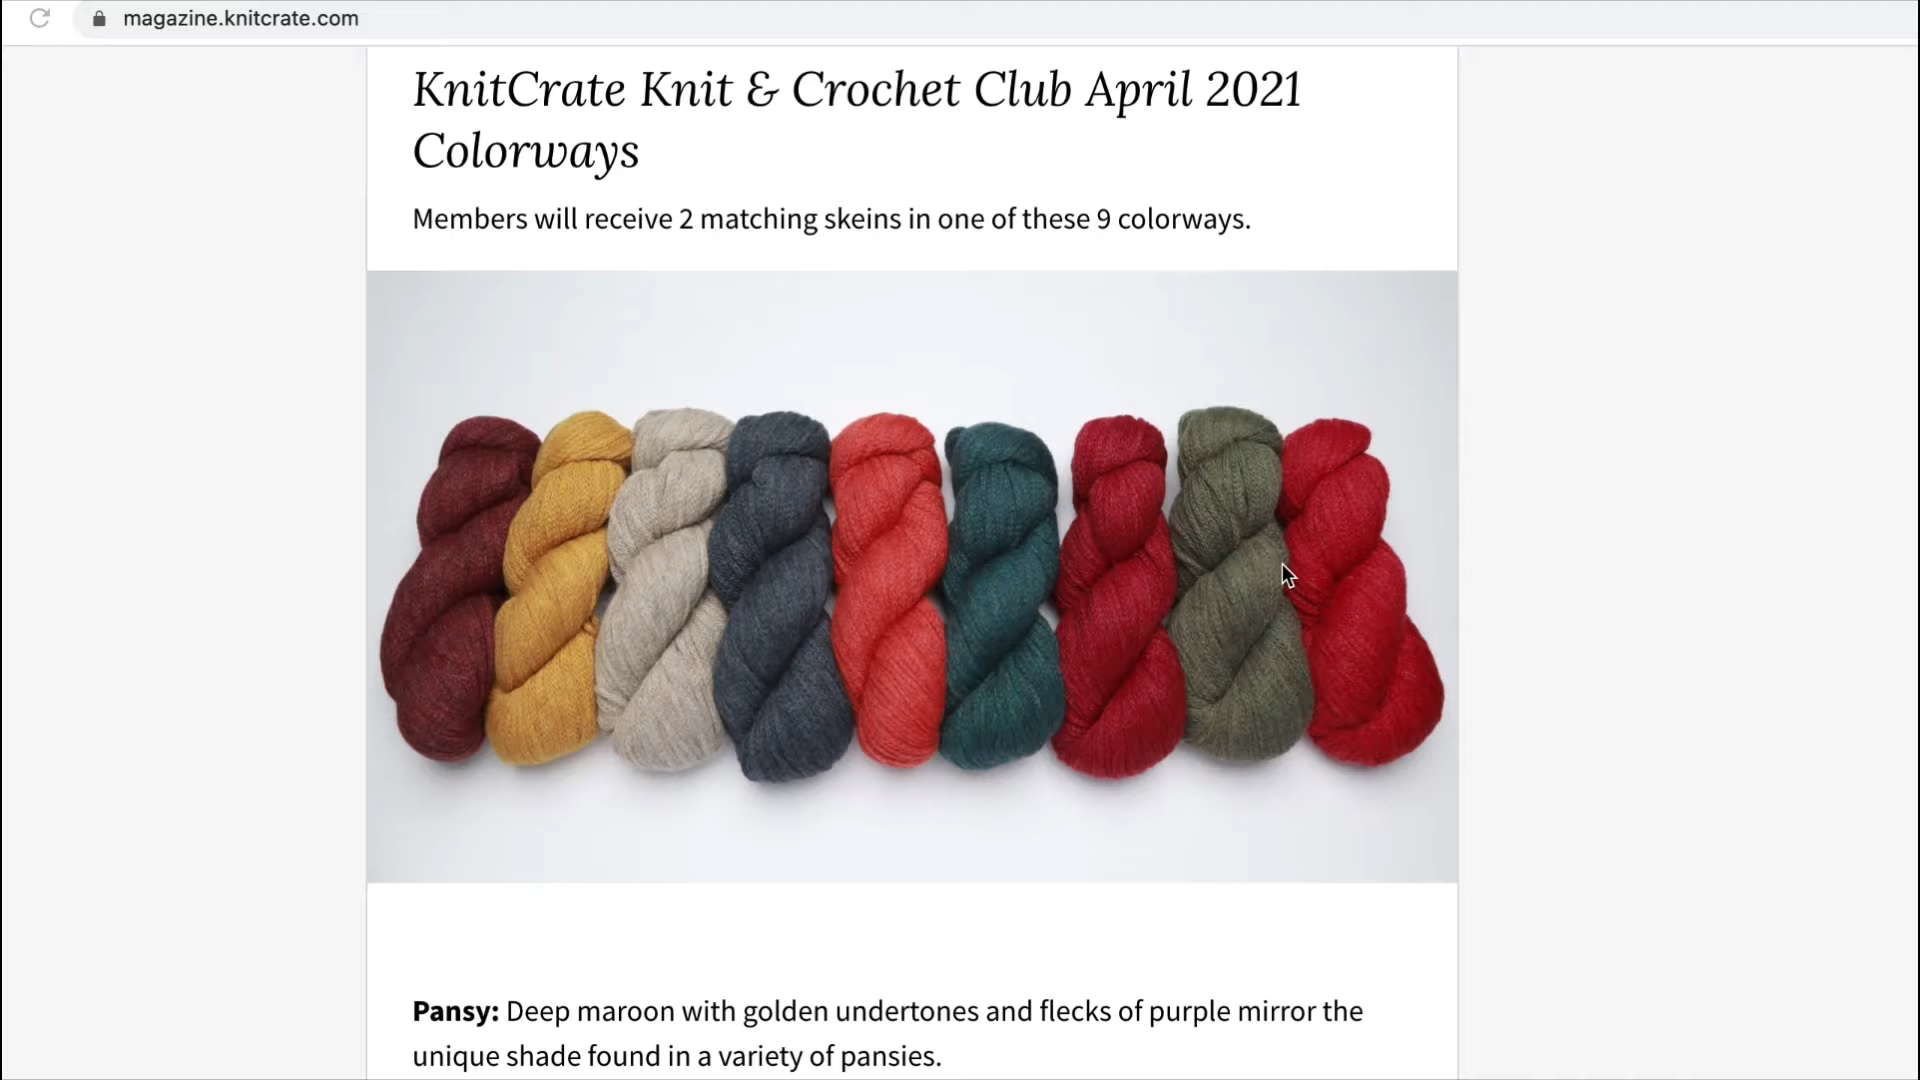 magazine.knitcrate.com
KnitCrate Knit & Crochet Club April 2021
Colorways
Members will receive 2 matching skeins in one of these 9 colorways.
Pansy: Deep maroon with golden undertones and flecks of purple mirror the
unique shade found in a variety of pansies.